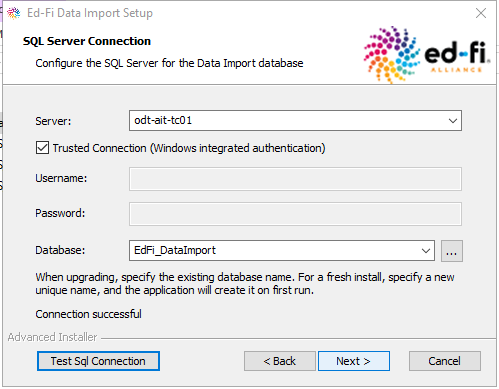 Ed-Fi Data Import Setup
SQL Server Connection
Configure the SQL Server for the Data Import database
ed-fi
ALLIANCE
Server: odt-ait-tc01
Trusted Connection (Windows integrated authentication)
Username:
Password:
Database: EdFi_DataImport ...
When upgrading, specify the existing database name. For a fresh install, specify a new
unique name, and the application will create it on first run.
Connection successful
Advanced Installer
Test Sql Connection < Back Next > Cancel